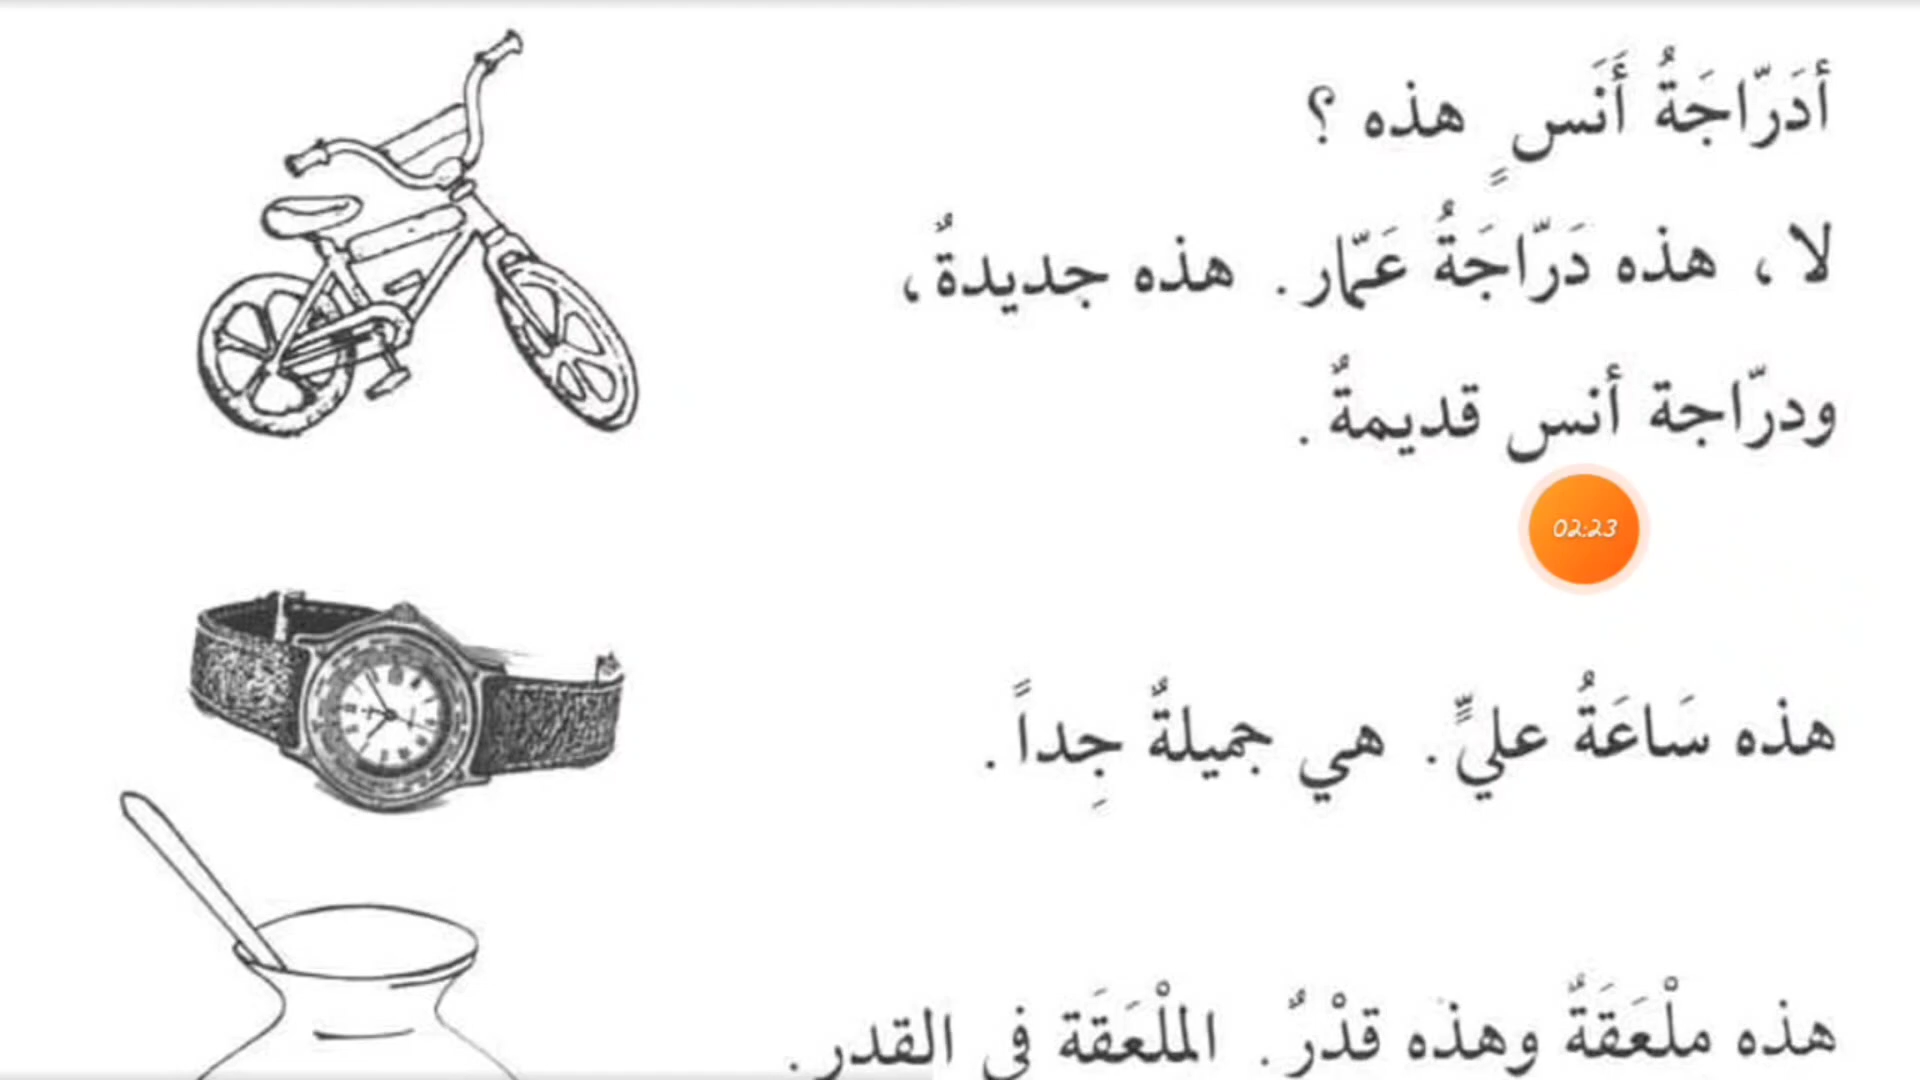 أَدَرّاجَةُ أَنَسٍ هذه ؟
لا، هذه دَرّاجَةُ عَمّار. هذه جديدةٌ،
ودرّاجة أنس قديمةٌ.
02:23
هذه سَاعَةُ عليٍّ. هي جميلةٌ جِداً.
هذه ملْعَقَةٌ وهذه قدْرٌ. الملْعَقَة في القدر.